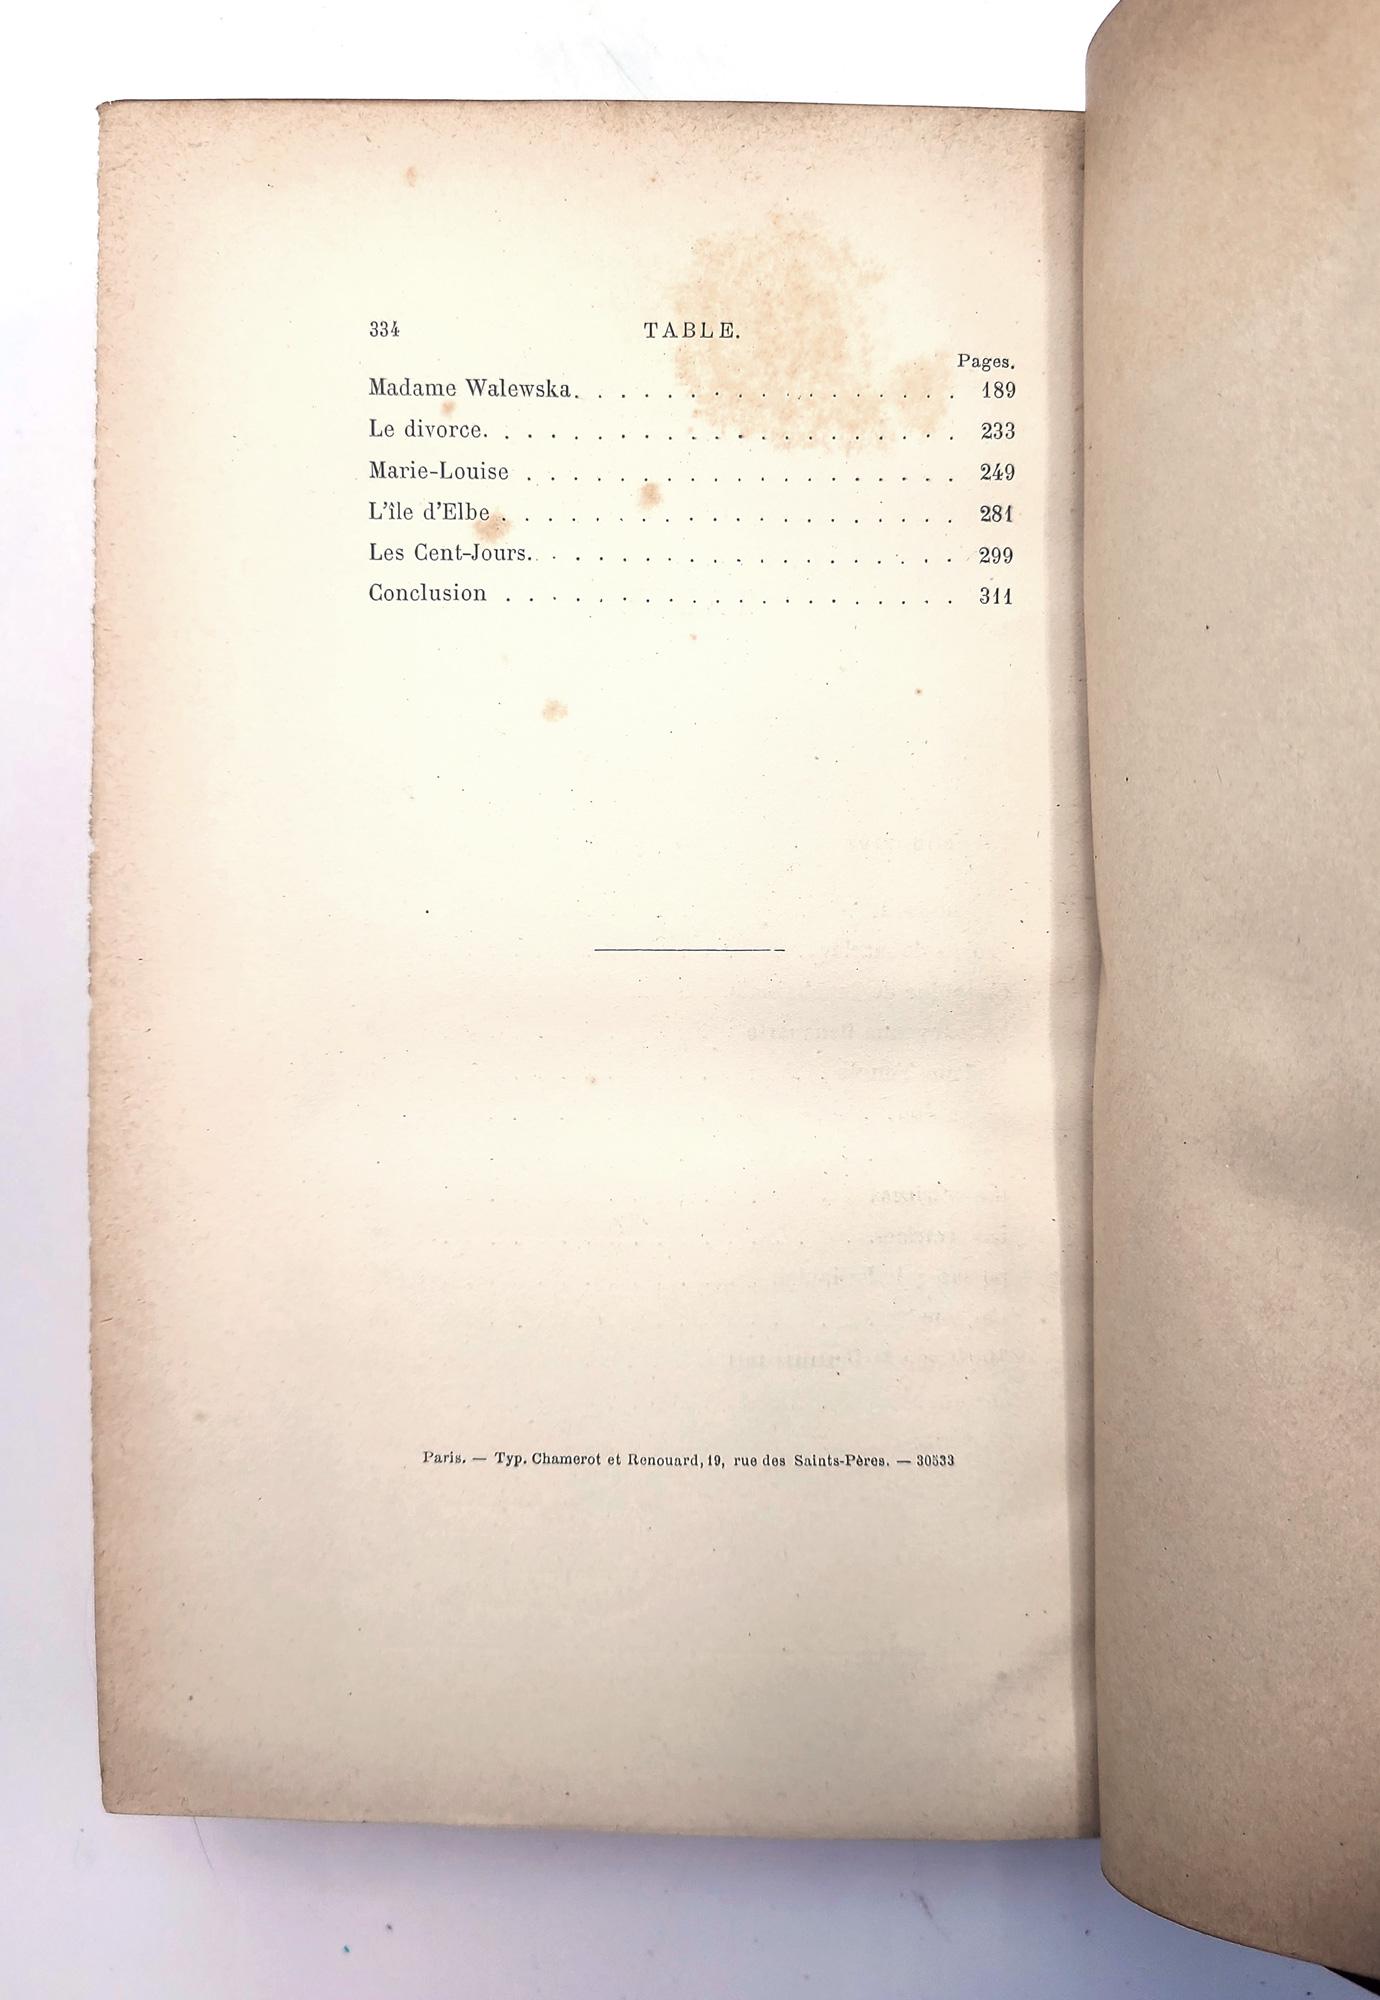 334 TABLE.
Pages.
Madame Walewska. . . . . . . . . . . . . . . . . 189
Le divorce. . . . . . . . . . . . . . . . . . . . . 233
Marie-Louise . . . . . . . . . . . . . . . . . . . 249
L'île d'Elbe . . . . . . . . . . . . . . . . . . . . 281
Les Cent-Jours. . . . . . . . . . . . . . . . . . . 299
Conclusion . . . . . . . . . . . . . . . . . . . . 311
Paris. — Typ. Chamerot et Renouard, 19, rue des Saints-Pères. — 30533